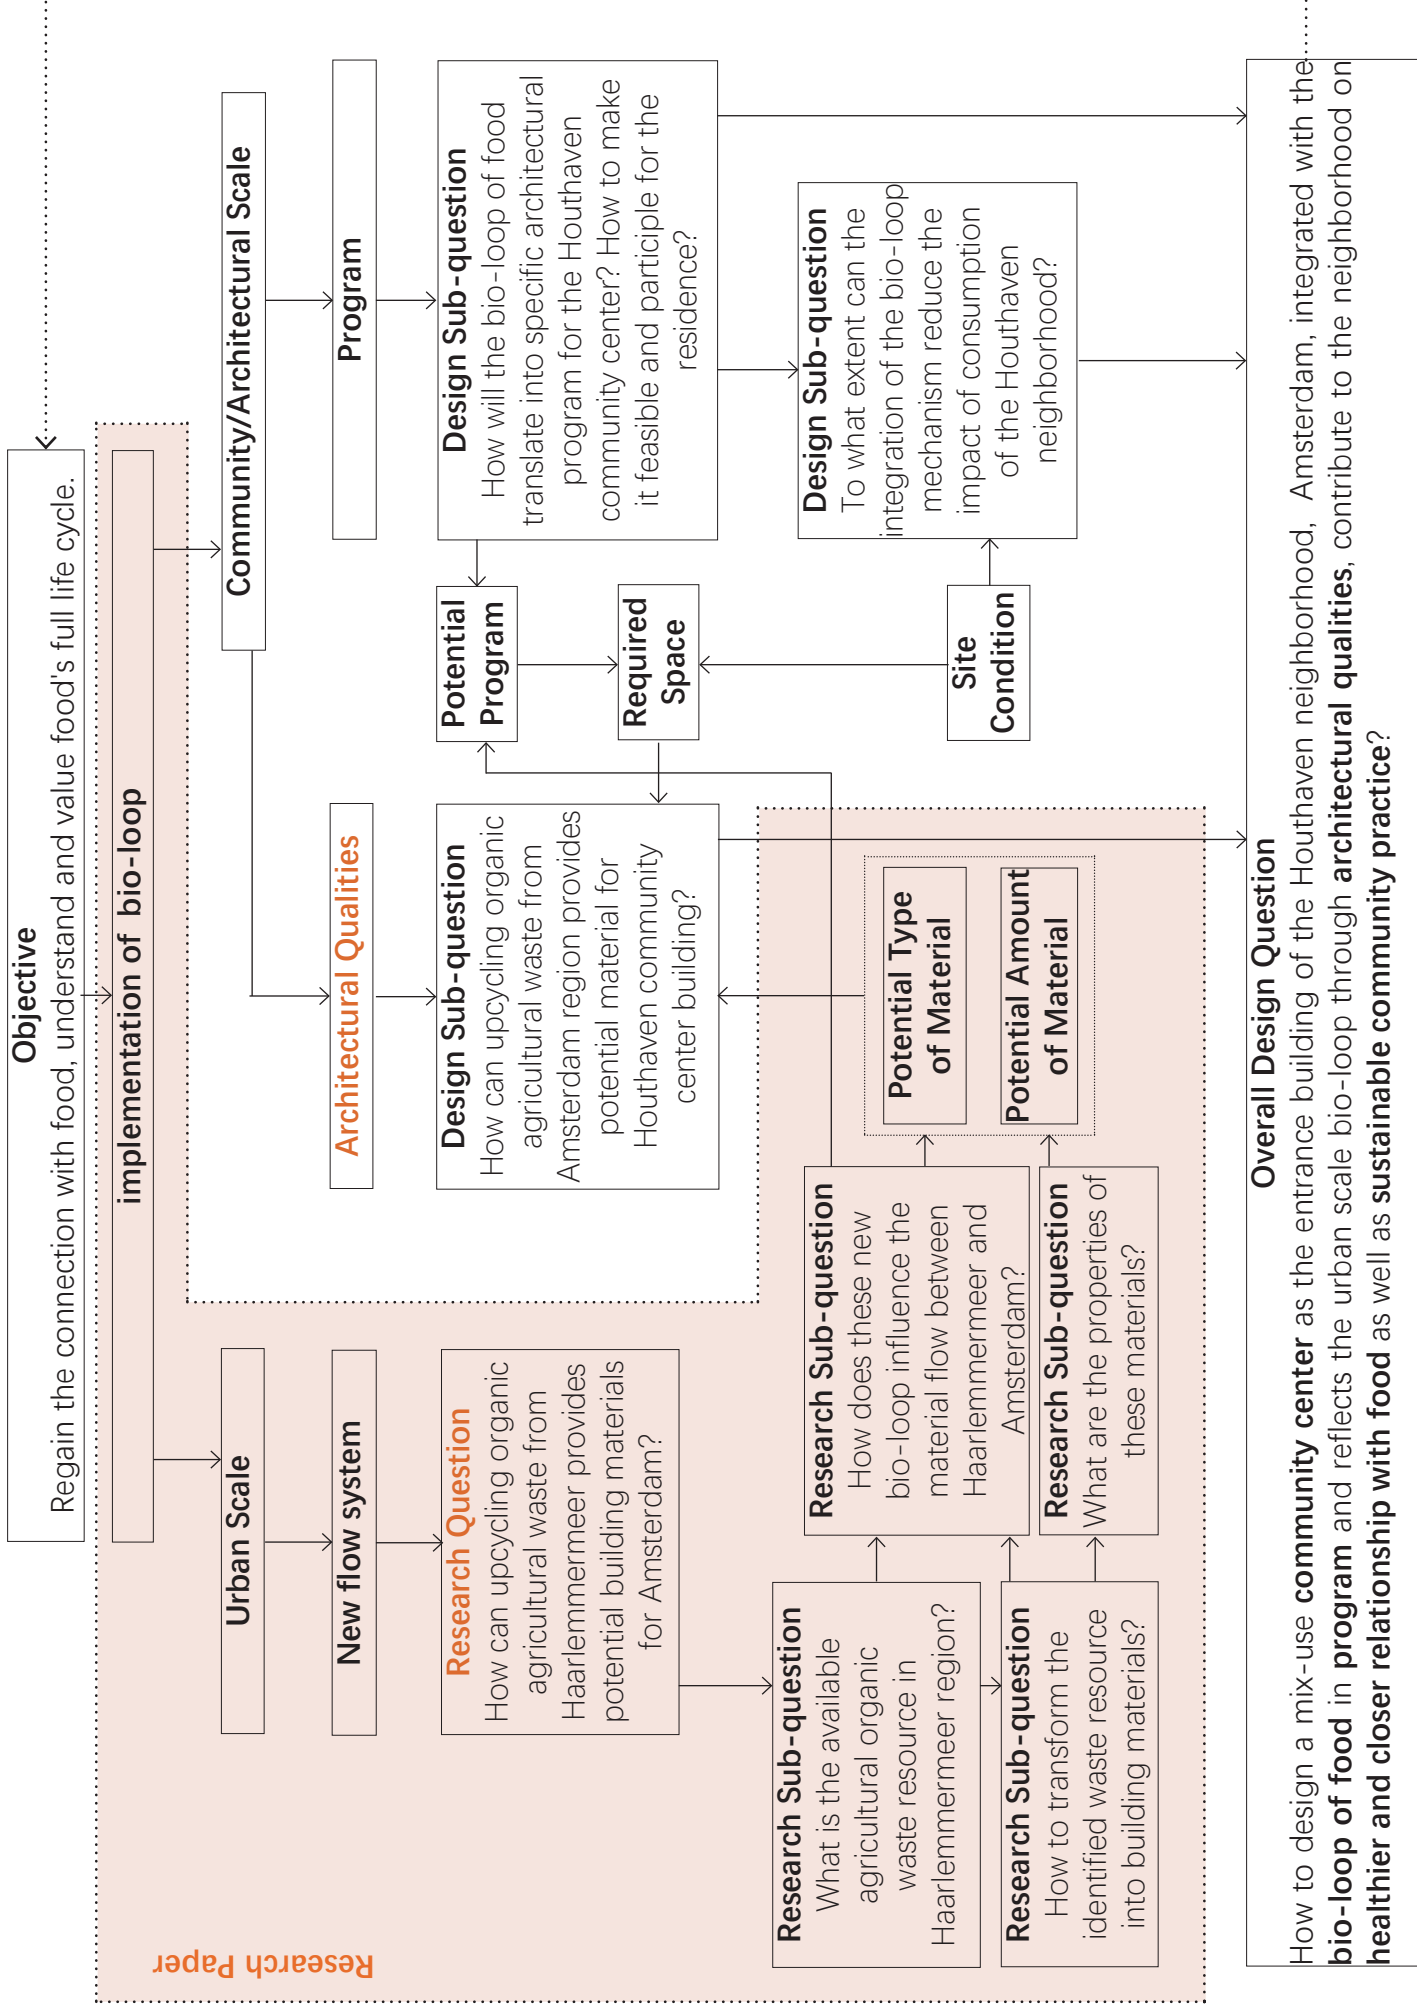 Objective
Regain the connection with food, understand and value food's full life cycle.
implementation of bio-loop
Research Paper
Urban Scale
New flow system
Research Question
How can upcycling organic
agricultural waste from
Haarlemmermeer provides
potential building materials
for Amsterdam?
Research Sub-question
What is the available
agricultural organic
waste resource in
Haarlemmermeer region?
Research Sub-question
How to transform the
identified waste resource
into building materials?
Research Sub-question
How does these new
bio-loop influence the
material flow between
Haarlemmermeer and
Amsterdam?
Research Sub-question
What are the properties of
these materials?
Potential Type
of Material
Potential Amount
of Material
Community/Architectural Scale
Architectural Qualities
Design Sub-question
How can upcycling organic
agricultural waste from
Amsterdam region provides
potential material for
Houthaven community
center building?
Program
Design Sub-question
How will the bio-loop of food
translate into specific architectural
program for the Houthaven
community center? How to make
it feasible and participle for the
residence?
Potential
Program
Required
Space
Site
Condition
Design Sub-question
To what extent can the
integration of the bio-loop
mechanism reduce the
impact of consumption
of the Houthaven
neighborhood?
Overall Design Question
How to design a mix-use community center as the entrance building of the Houthaven neighborhood, Amsterdam, integrated with the
bio-loop of food in program and reflects the urban scale bio-loop through architectural qualities, contribute to the neighborhood on
healthier and closer relationship with food as well as sustainable community practice?